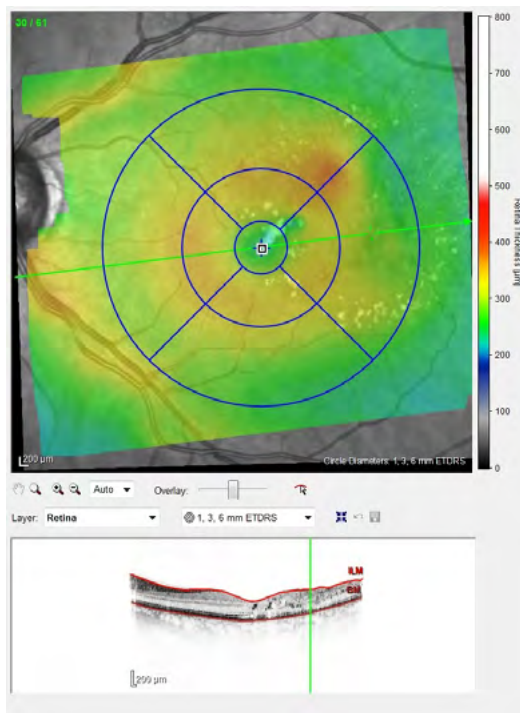 30 / 61
800
700
600
500
400
300
200
100
0
Retina Thickness [µm]
200 µm
Circle Diameters: 1, 3, 6 mm ETDRS
Auto
Overlay:
Layer: Retina
1, 3, 6 mm ETDRS
ILM
BM
200 µm